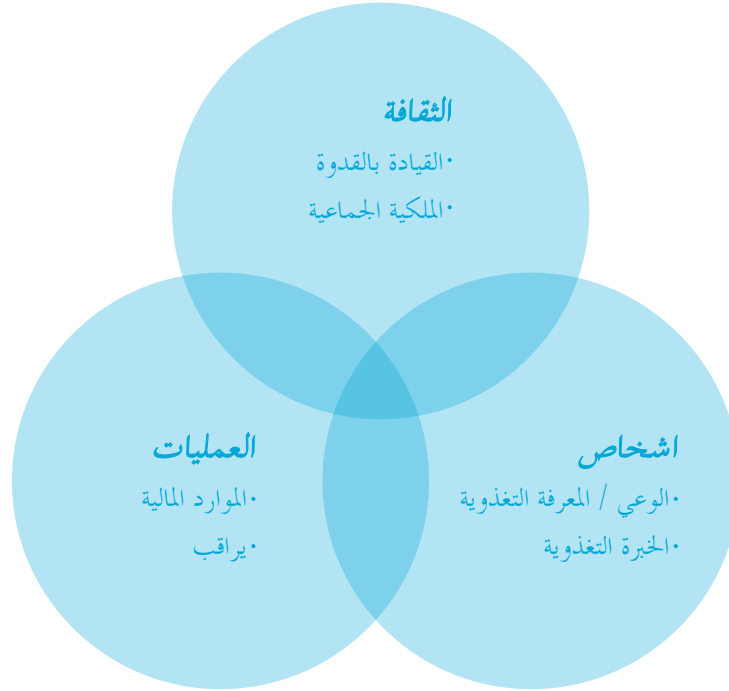 الثقافة
·القيادة بالقدوة
·الملكية الجماعية
اشخاص
·الوعي / المعرفة التغذوية
·الخبرة التغذوية
العمليات
·الموارد المالية
·يراقب